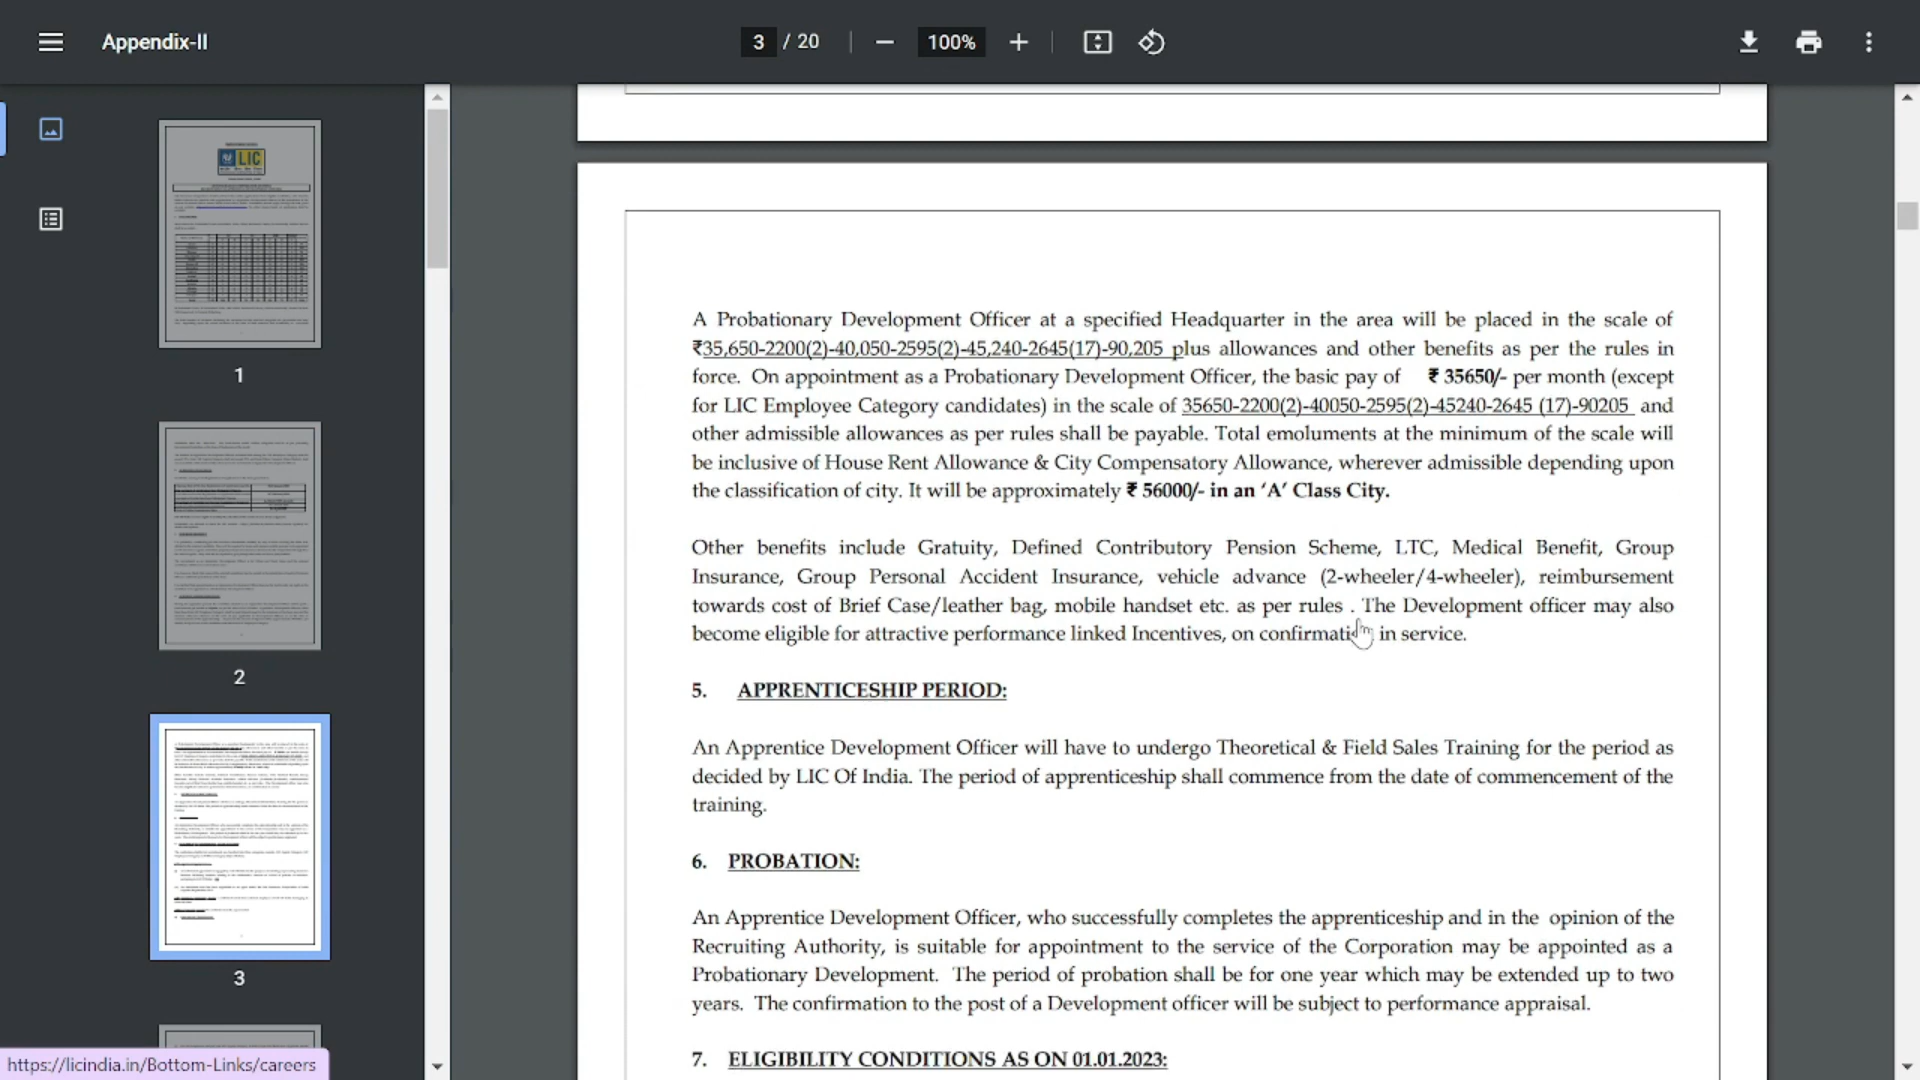 Appendix-II
3 / 20
100%
LIC
1
2
3
A Probationary Development Officer at a specified Headquarter in the area will be placed in the scale of
₹35,650-2200(2)-40,050-2595(2)-45,240-2645(17)-90,205 plus allowances and other benefits as per the rules in
force. On appointment as a Probationary Development Officer, the basic pay of ₹ 35650/- per month (except
for LIC Employee Category candidates) in the scale of 35650-2200(2)-40050-2595(2)-45240-2645 (17)-90205 and
other admissible allowances as per rules shall be payable. Total emoluments at the minimum of the scale will
be inclusive of House Rent Allowance & City Compensatory Allowance, wherever admissible depending upon
the classification of city. It will be approximately ₹ 56000/- in an ‘A’ Class City.
Other benefits include Gratuity, Defined Contributory Pension Scheme, LTC, Medical Benefit, Group
Insurance, Group Personal Accident Insurance, vehicle advance (2-wheeler/4-wheeler), reimbursement
towards cost of Brief Case/leather bag, mobile handset etc. as per rules . The Development officer may also
become eligible for attractive performance linked Incentives, on confirmation in service.
5. APPRENTICESHIP PERIOD:
An Apprentice Development Officer will have to undergo Theoretical & Field Sales Training for the period as
decided by LIC Of India. The period of apprenticeship shall commence from the date of commencement of the
training.
6. PROBATION:
An Apprentice Development Officer, who successfully completes the apprenticeship and in the opinion of the
Recruiting Authority, is suitable for appointment to the service of the Corporation may be appointed as a
Probationary Development. The period of probation shall be for one year which may be extended up to two
years. The confirmation to the post of a Development officer will be subject to performance appraisal.
7. ELIGIBILITY CONDITIONS AS ON 01.01.2023:
https://licindia.in/Bottom-Links/careers